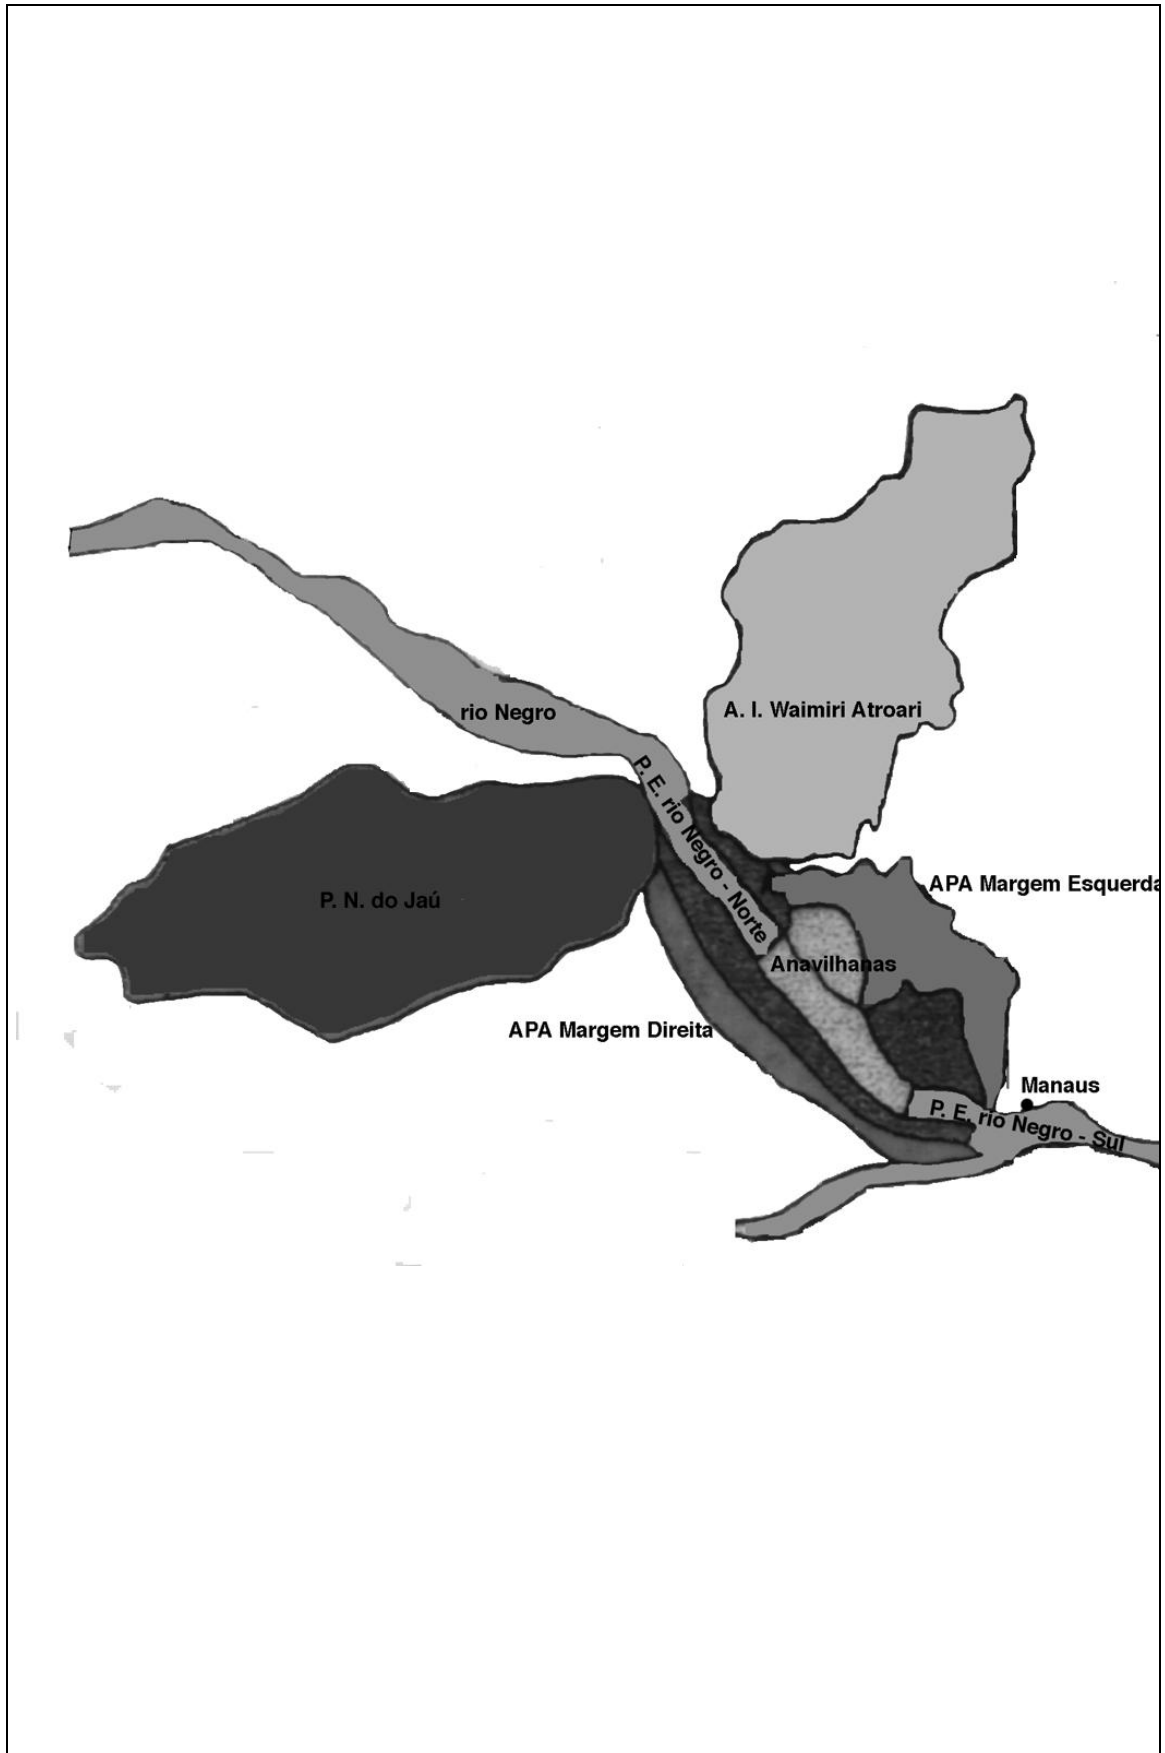 A. I. Waimiri Atroari
rio Negro
P. E. rio Negro - Norte
APA Margem Esquerda
P. N. do Jaú
Anavilhanas
APA Margem Direita
Manaus
P. E. rio Negro - Sul